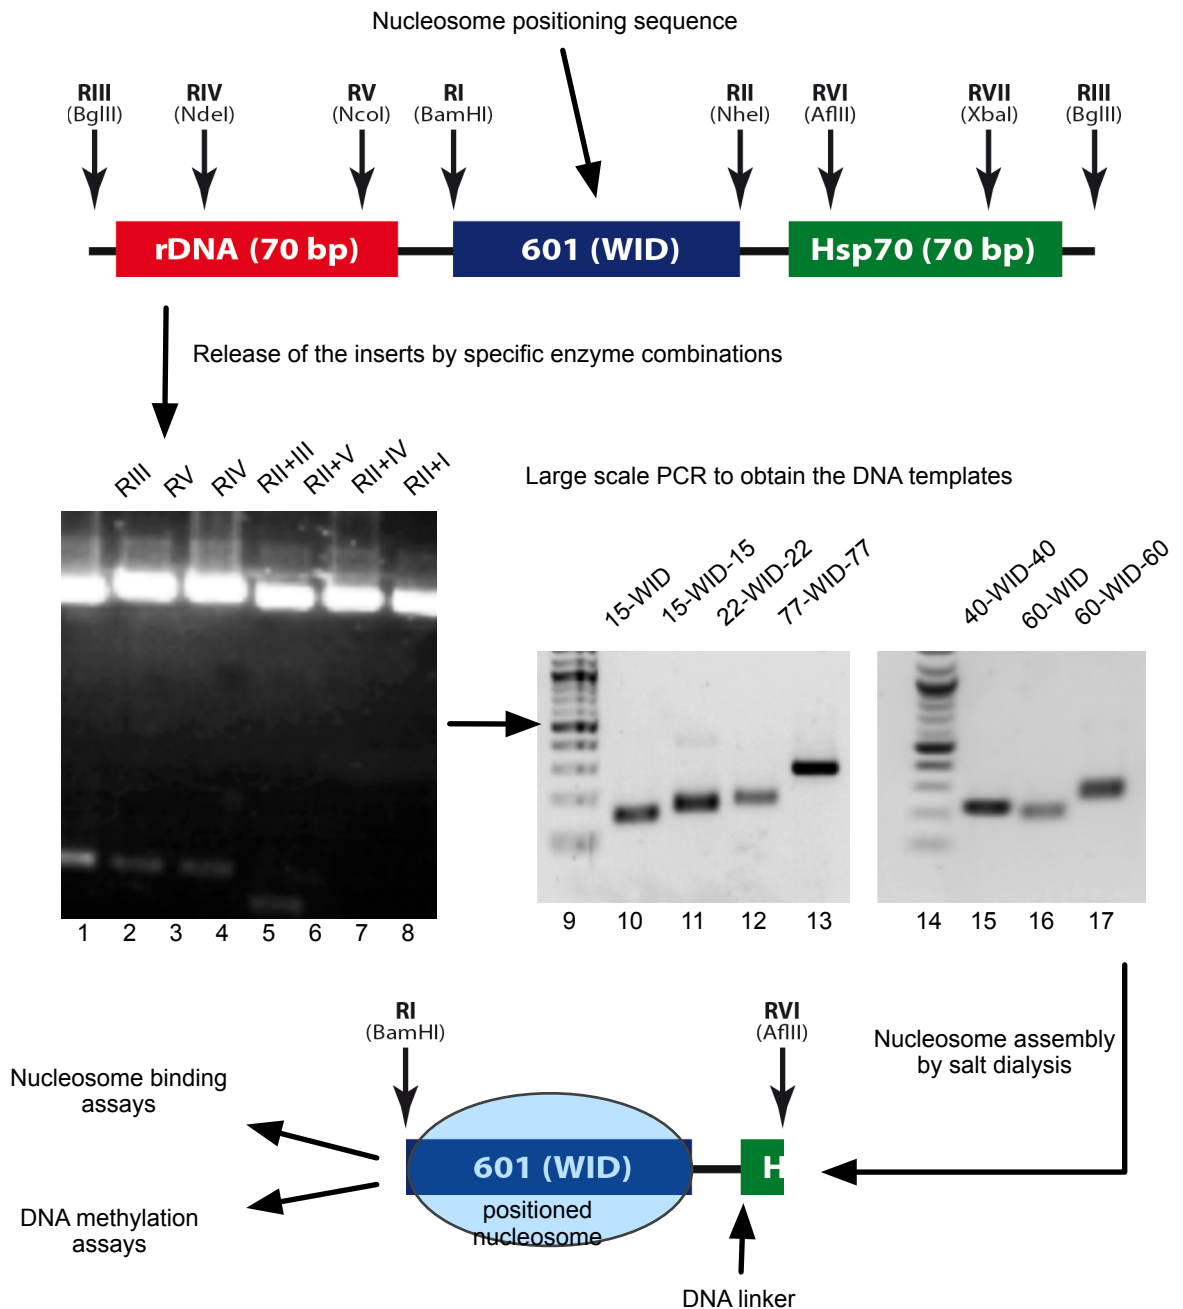 Nucleosome positioning sequence
RIII
(BglII)
RIV
(NdeI)
RV
(NcoI)
RI
(BamHI)
RII
(NheI)
RVI
(AflII)
RVII
(XbaI)
RIII
(BglII)
rDNA (70 bp)
601 (WID)
Hsp70 (70 bp)
Release of the inserts by specific enzyme combinations
RIII
RV
RIV
RII+III
RII+V
RII+IV
RII+I
Large scale PCR to obtain the DNA templates
15-WID
15-WID-15
22-WID-22
77-WID-77
40-WID-40
60-WID
60-WID-60
1 2 3 4 5 6 7 8
9 10 11 12 13
14 15 16 17
RI
(BamHI)
RVI
(AflII)
Nucleosome assembly
by salt dialysis
Nucleosome binding
assays
601 (WID)
H
positioned
nucleosome
DNA methylation
assays
DNA linker